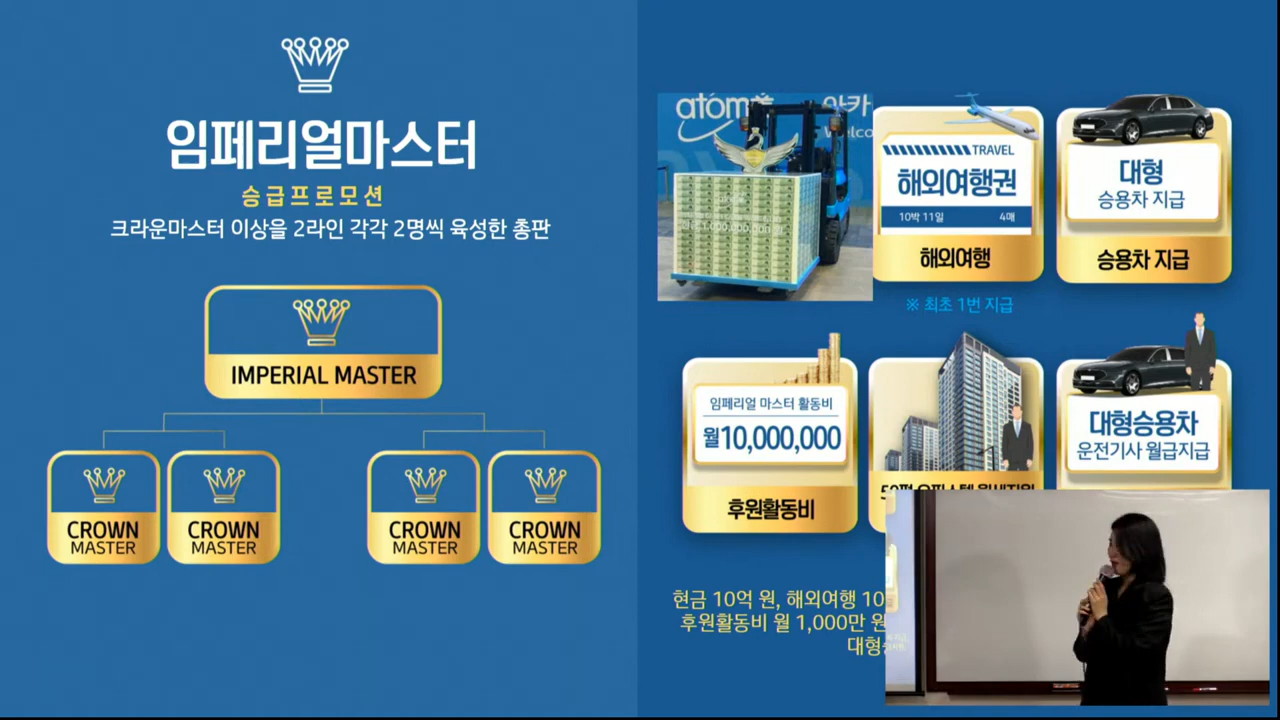 임페리얼마스터
승급프로모션
크라운마스터 이상을 2라인 각각 2명씩 육성한 총판
IMPERIAL MASTER
CROWN
MASTER
CROWN
MASTER
CROWN
MASTER
CROWN
MASTER
atom
Welco
TRAVEL
해외여행권
10박 11일 4매
해외여행
※ 최초 1번 지급
대형
승용차 지급
승용차 지급
임페리얼 마스터 활동비
월10,000,000
후원활동비
대형승용차
운전기사 월급지급
현금 10억 원, 해외여행 10
후원활동비 월 1,000만 원
대형